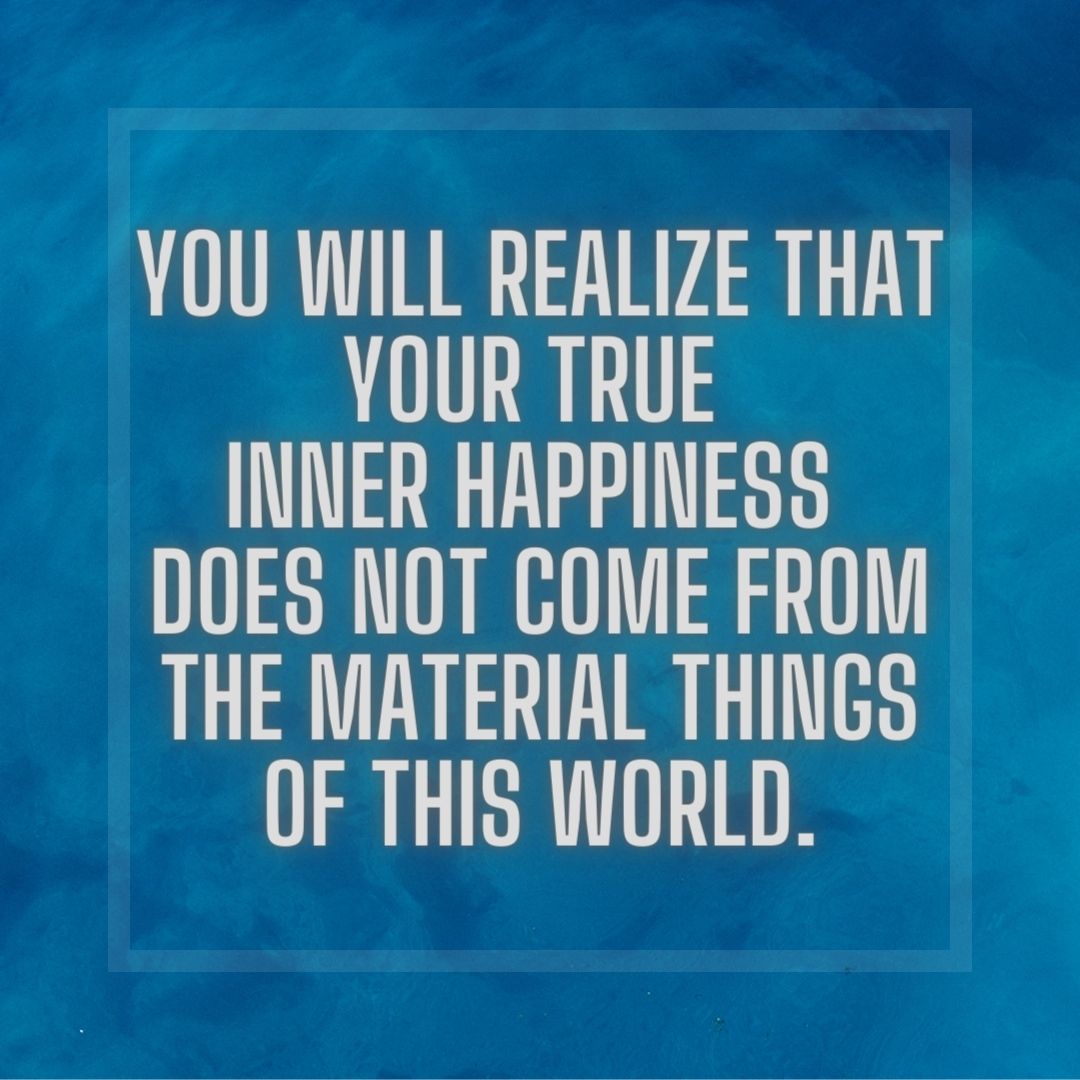 YOU WILL REALIZE THAT
YOUR TRUE
INNER HAPPINESS
DOES NOT COME FROM
THE MATERIAL THINGS
OF THIS WORLD.